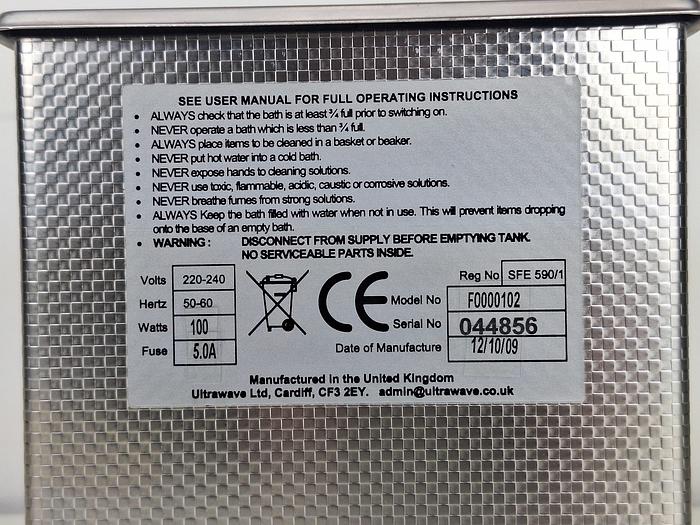 SEE USER MANUAL FOR FULL OPERATING INSTRUCTIONS
• ALWAYS check that the bath is at least ¾ full prior to switching on.
• NEVER operate a bath which is less than ¾ full.
• ALWAYS place items to be cleaned in a basket or beaker.
• NEVER put hot water into a cold bath.
• NEVER expose hands to cleaning solutions.
• NEVER use toxic, flammable, acidic, caustic or corrosive solutions.
• NEVER breathe fumes from strong solutions.
• ALWAYS Keep the bath filled with water when not in use. This will prevent items dropping
onto the base of an empty bath.
• WARNING : DISCONNECT FROM SUPPLY BEFORE EMPTYING TANK.
NO SERVICEABLE PARTS INSIDE.
Volts 220-240
Hertz 50-60
Watts 100
Fuse 5.0A
CE
Reg No SFE 590/1
Model No F0000102
Serial No 044856
Date of Manufacture 12/10/09
Manufactured in the United Kingdom
Ultrawave Ltd, Cardiff, CF3 2EY. admin@ultrawave.co.uk